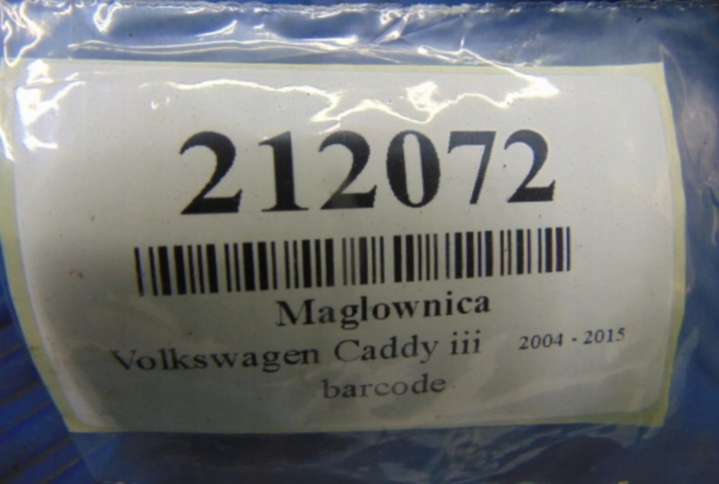 212072
Maglownica
Volkswagen Caddy iii 2004 - 2015
barcode